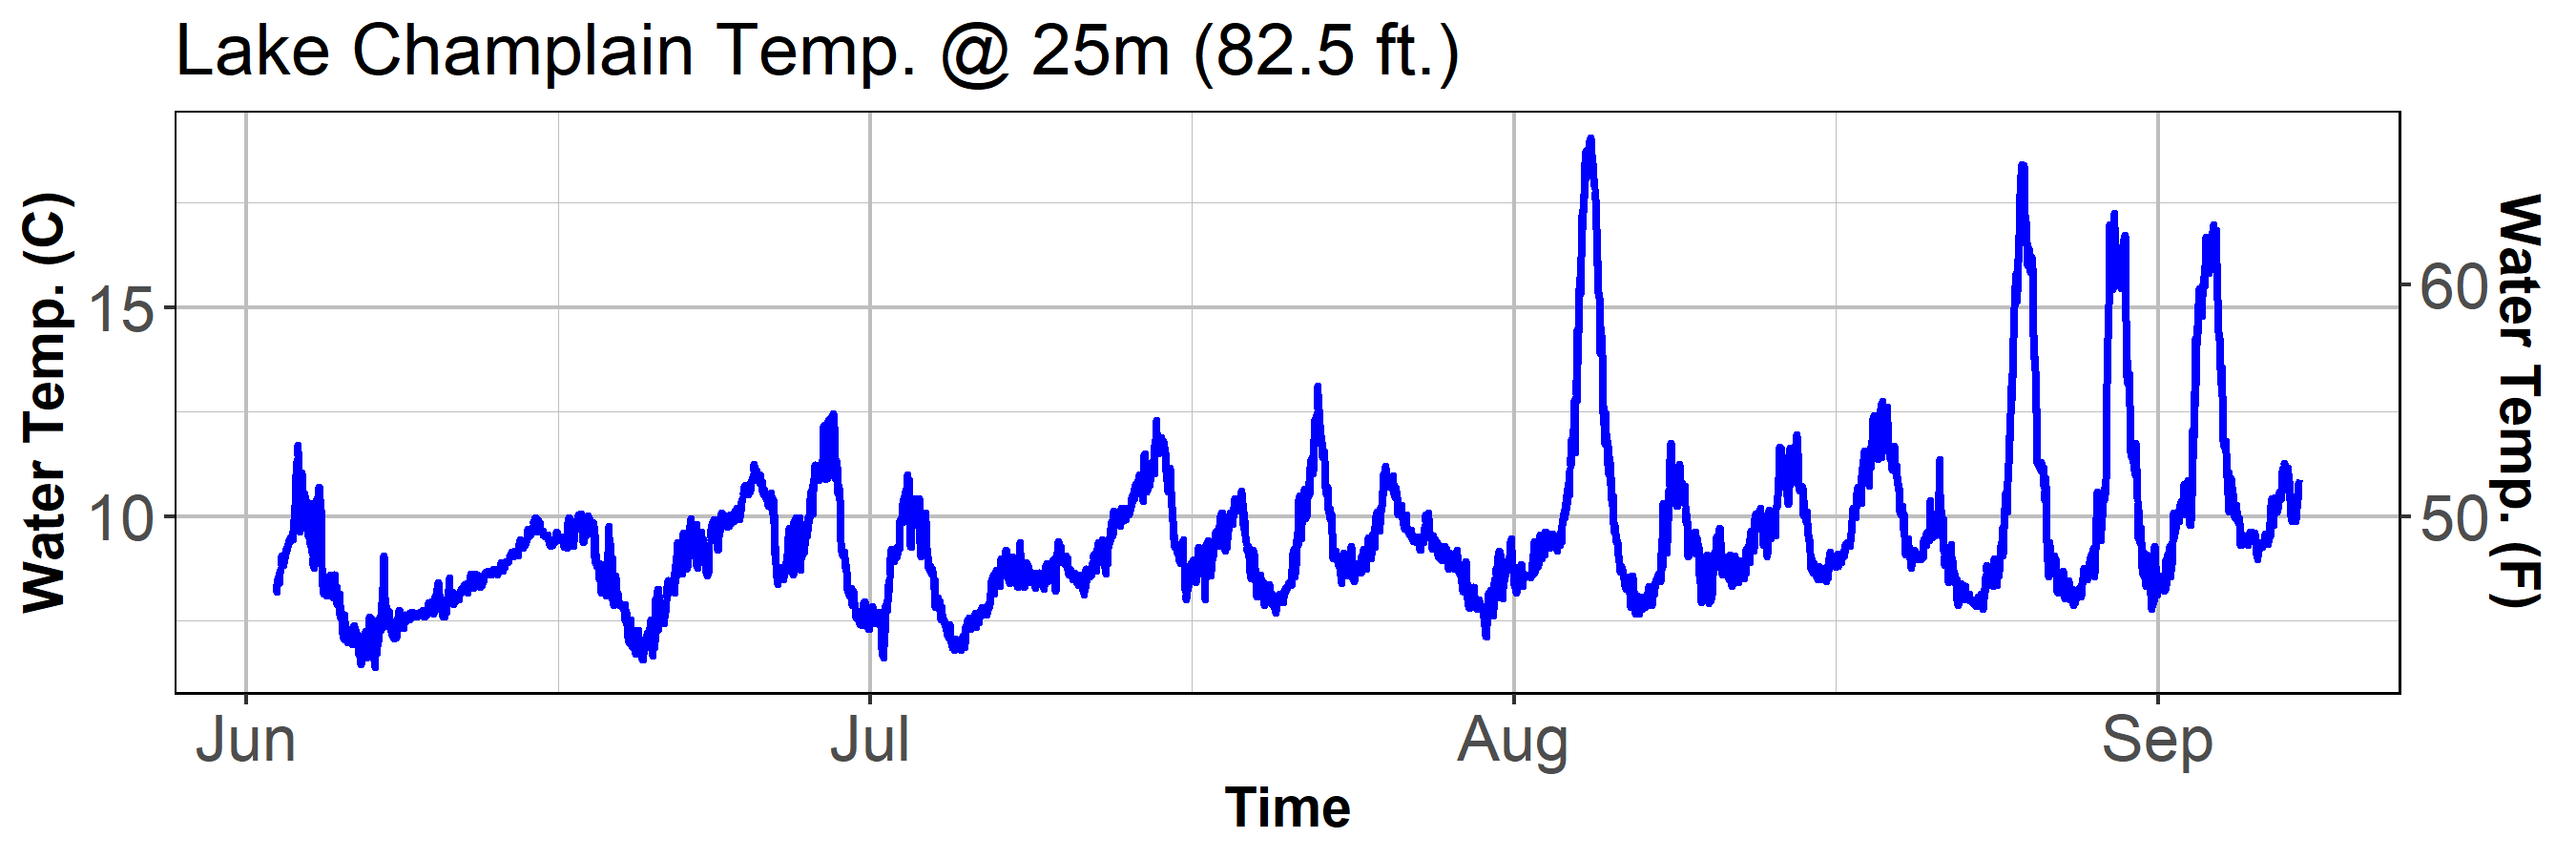 Lake Champlain Temp. @ 25m (82.5 ft.)
Water Temp. (C)
15
10
60
50
Water Temp. (F)
Jun Jul Aug Sep
Time